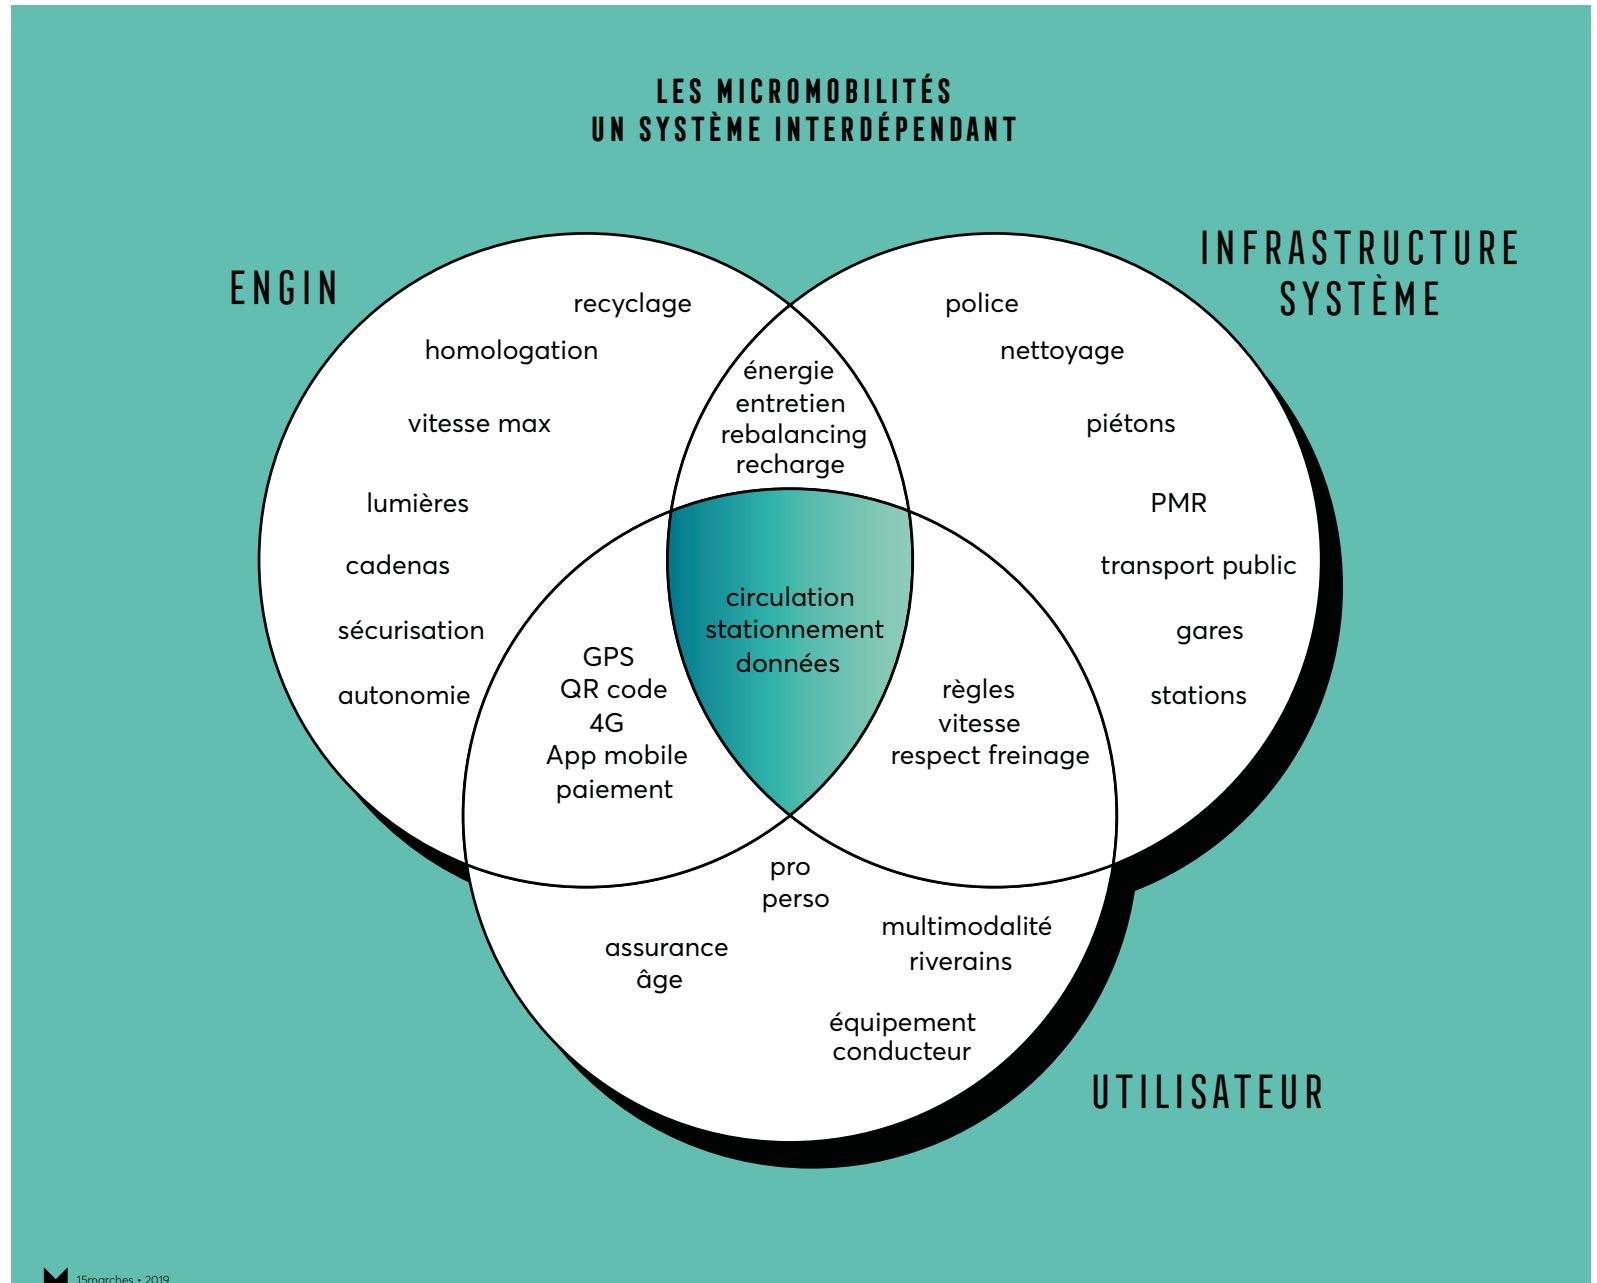 LES MICROMOBILITÉS
UN SYSTÈME INTERDÉPENDANT
ENGIN
INFRASTRUCTURE
SYSTÈME
recyclage
homologation
vitesse max
lumières
cadenas
sécurisation
autonomie
énergie
entretien
rebalancing
recharge
police
nettoyage
piétons
PMR
transport public
gares
stations
circulation
stationnement
données
GPS
QR code
4G
App mobile
paiement
règles
vitesse
respect freinage
pro
perso
assurance
âge
multimodalité
riverains
équipement
conducteur
UTILISATEUR
15marches • 2019